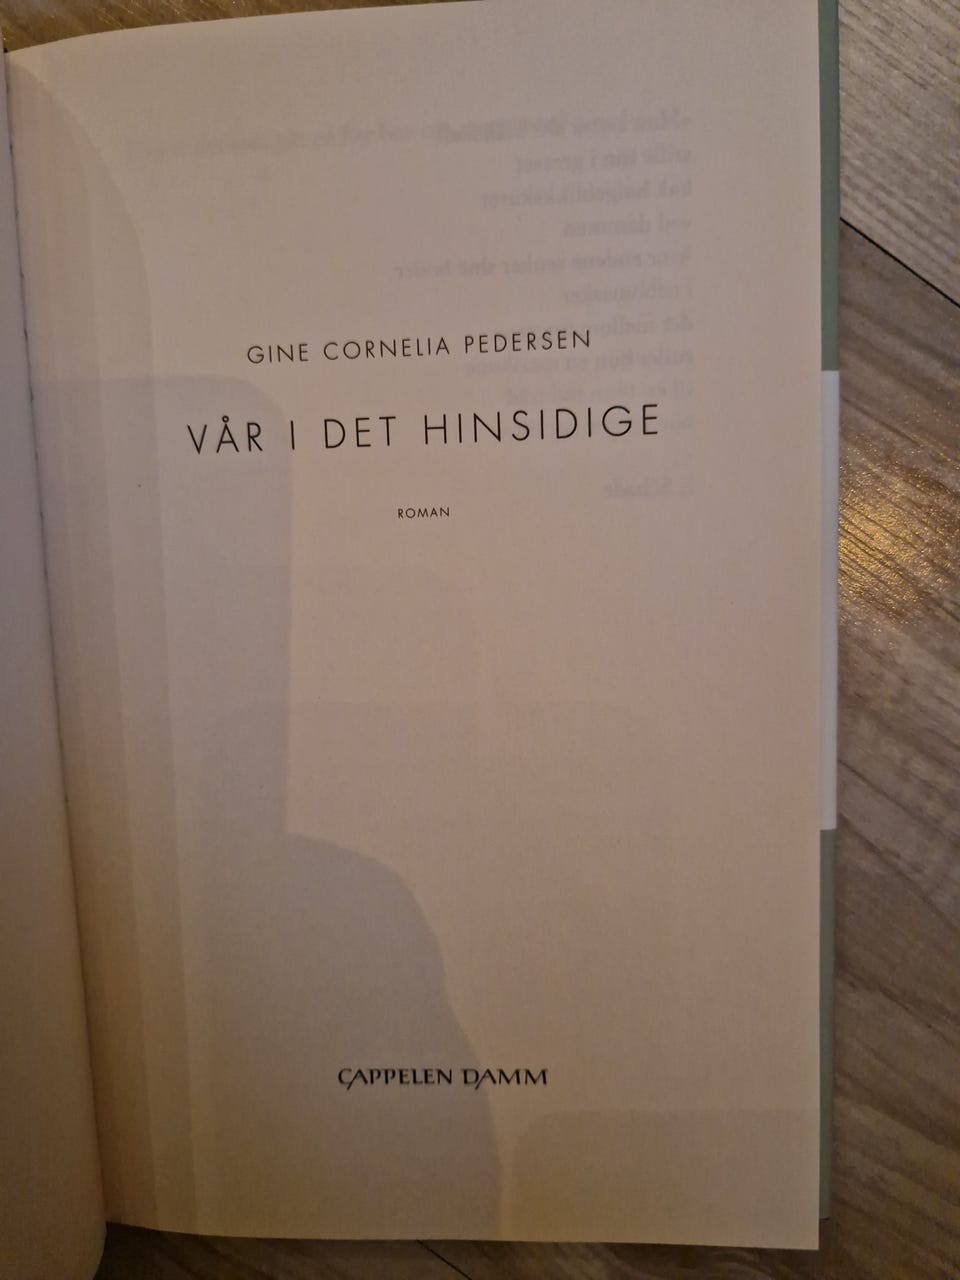 GINE CORNELIA PEDERSEN
VÅR I DET HINSIDIGE
ROMAN
CAPPELEN DAMM